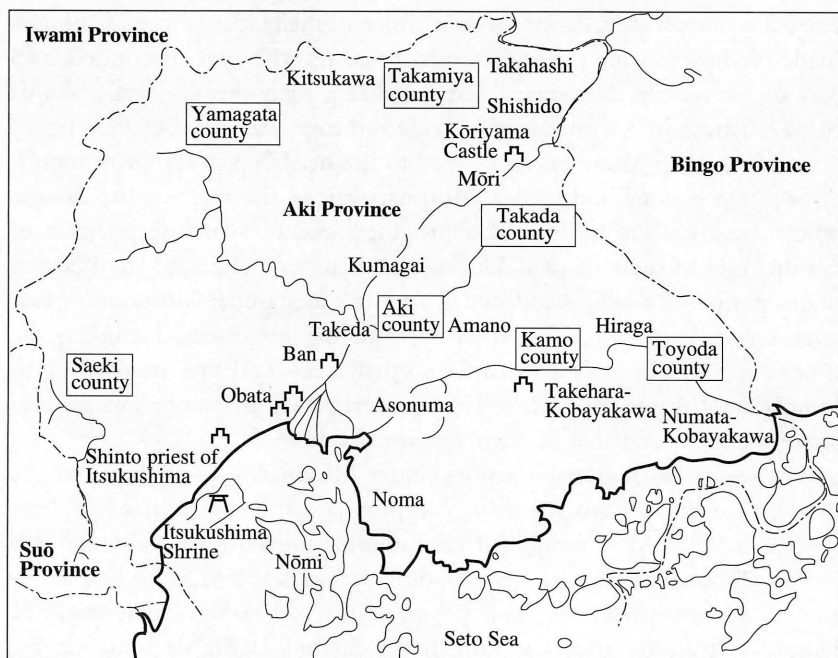 Iwami Province
Kitsukawa
Takamiya
county
Takahashi
Yamagata
county
Shishido
Kōriyama
Castle
Mōri
Bingo Province
Aki Province
Takada
county
Kumagai
Takeda
Aki
county
Amano
Hiraga
Ban
Kamo
county
Toyoda
county
Saeki
county
Obata
Asonuma
Takehara-
Kobayakawa
Numata-
Kobayakawa
Shinto priest of
Itsukushima
Noma
Itsukushima
Shrine
Suō
Province
Nōmi
Seto Sea